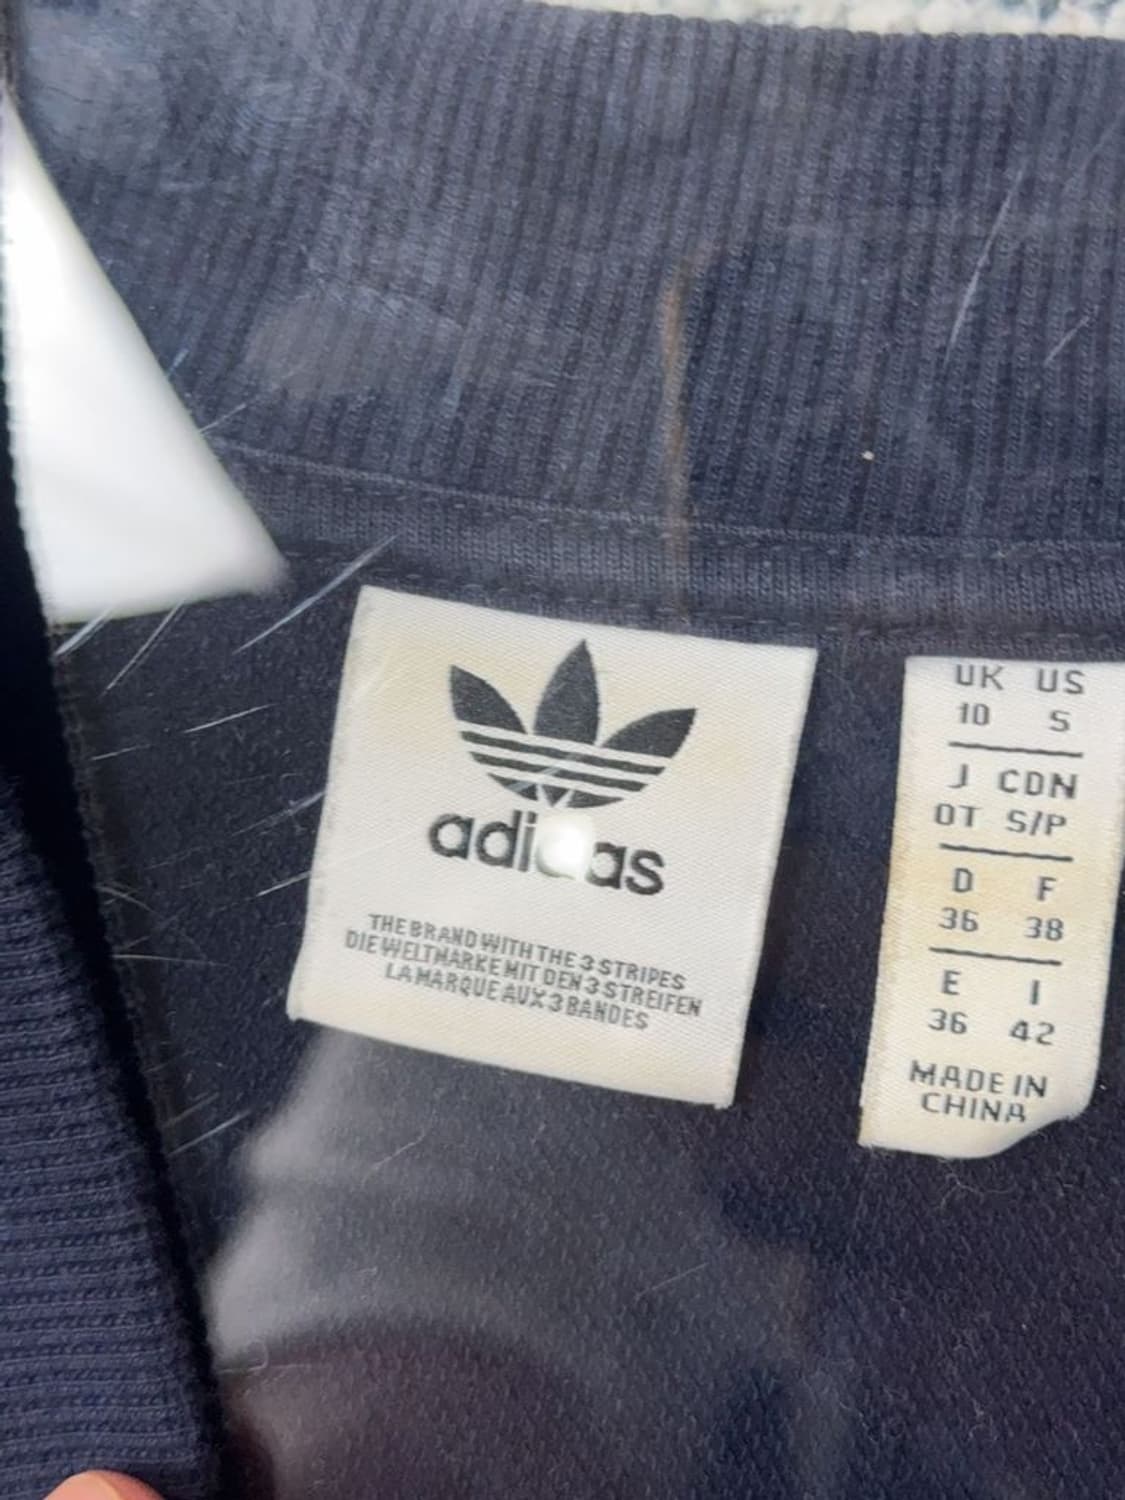 adidas
THE BRAND WITH THE 3 STRIPES
DIE WELTMARKE MIT DEN 3 STREIFEN
LA MARQUE AUX 3 BANDES
UK US
10 S
J CDN
OT S/P
D F
36 38
E I
36 42
MADE IN
CHINA